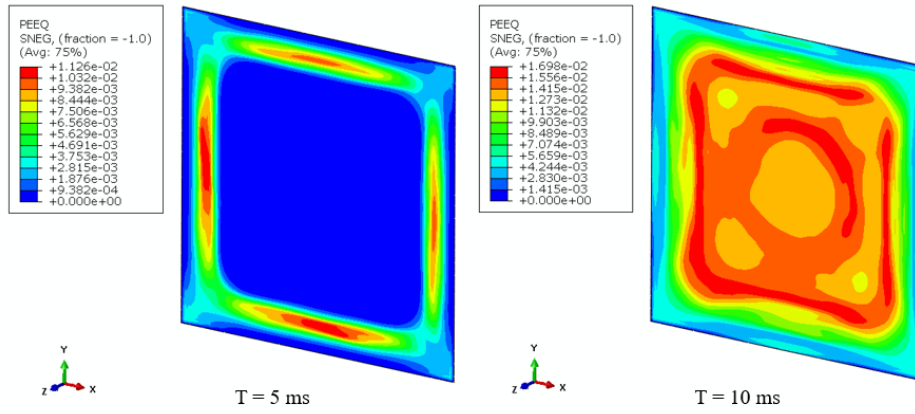 PEEQ
SNEG, (fraction = -1.0)
(Avg: 75%)
+1.126e-02
+1.032e-02
+9.382e-03
+8.444e-03
+7.506e-03
+6.568e-03
+5.629e-03
+4.691e-03
+3.753e-03
+2.815e-03
+1.876e-03
+9.382e-04
+0.000e+00
Y
Z
X
T = 5 ms
PEEQ
SNEG, (fraction = -1.0)
(Avg: 75%)
+1.698e-02
+1.556e-02
+1.415e-02
+1.273e-02
+1.132e-02
+9.903e-03
+8.489e-03
+7.074e-03
+5.659e-03
+4.244e-03
+2.830e-03
+1.415e-03
+0.000e+00
Y
Z
X
T = 10 ms